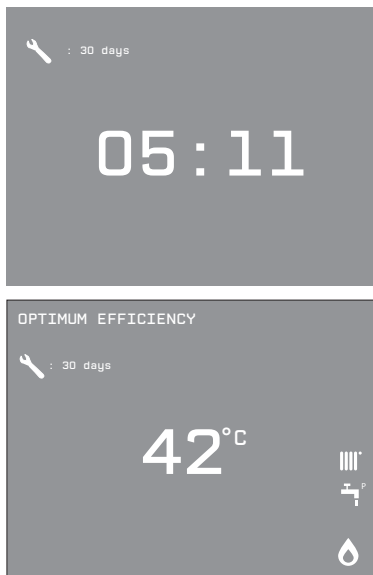 : 30 days
05:11
OPTIMUM EFFICIENCY
: 30 days
42°C
P